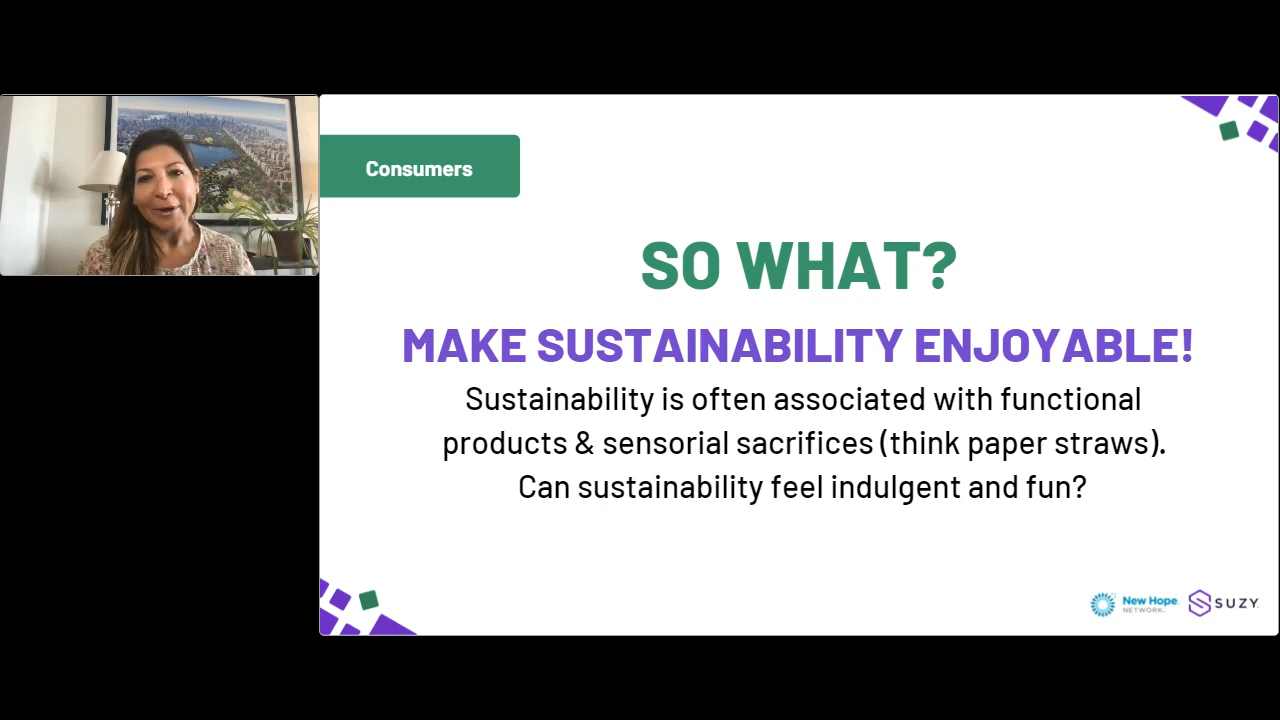 Consumers
SO WHAT?
MAKE SUSTAINABILITY ENJOYABLE!
Sustainability is often associated with functional
products & sensorial sacrifices (think paper straws).
Can sustainability feel indulgent and fun?
New Hope
NETWORK
SUZY